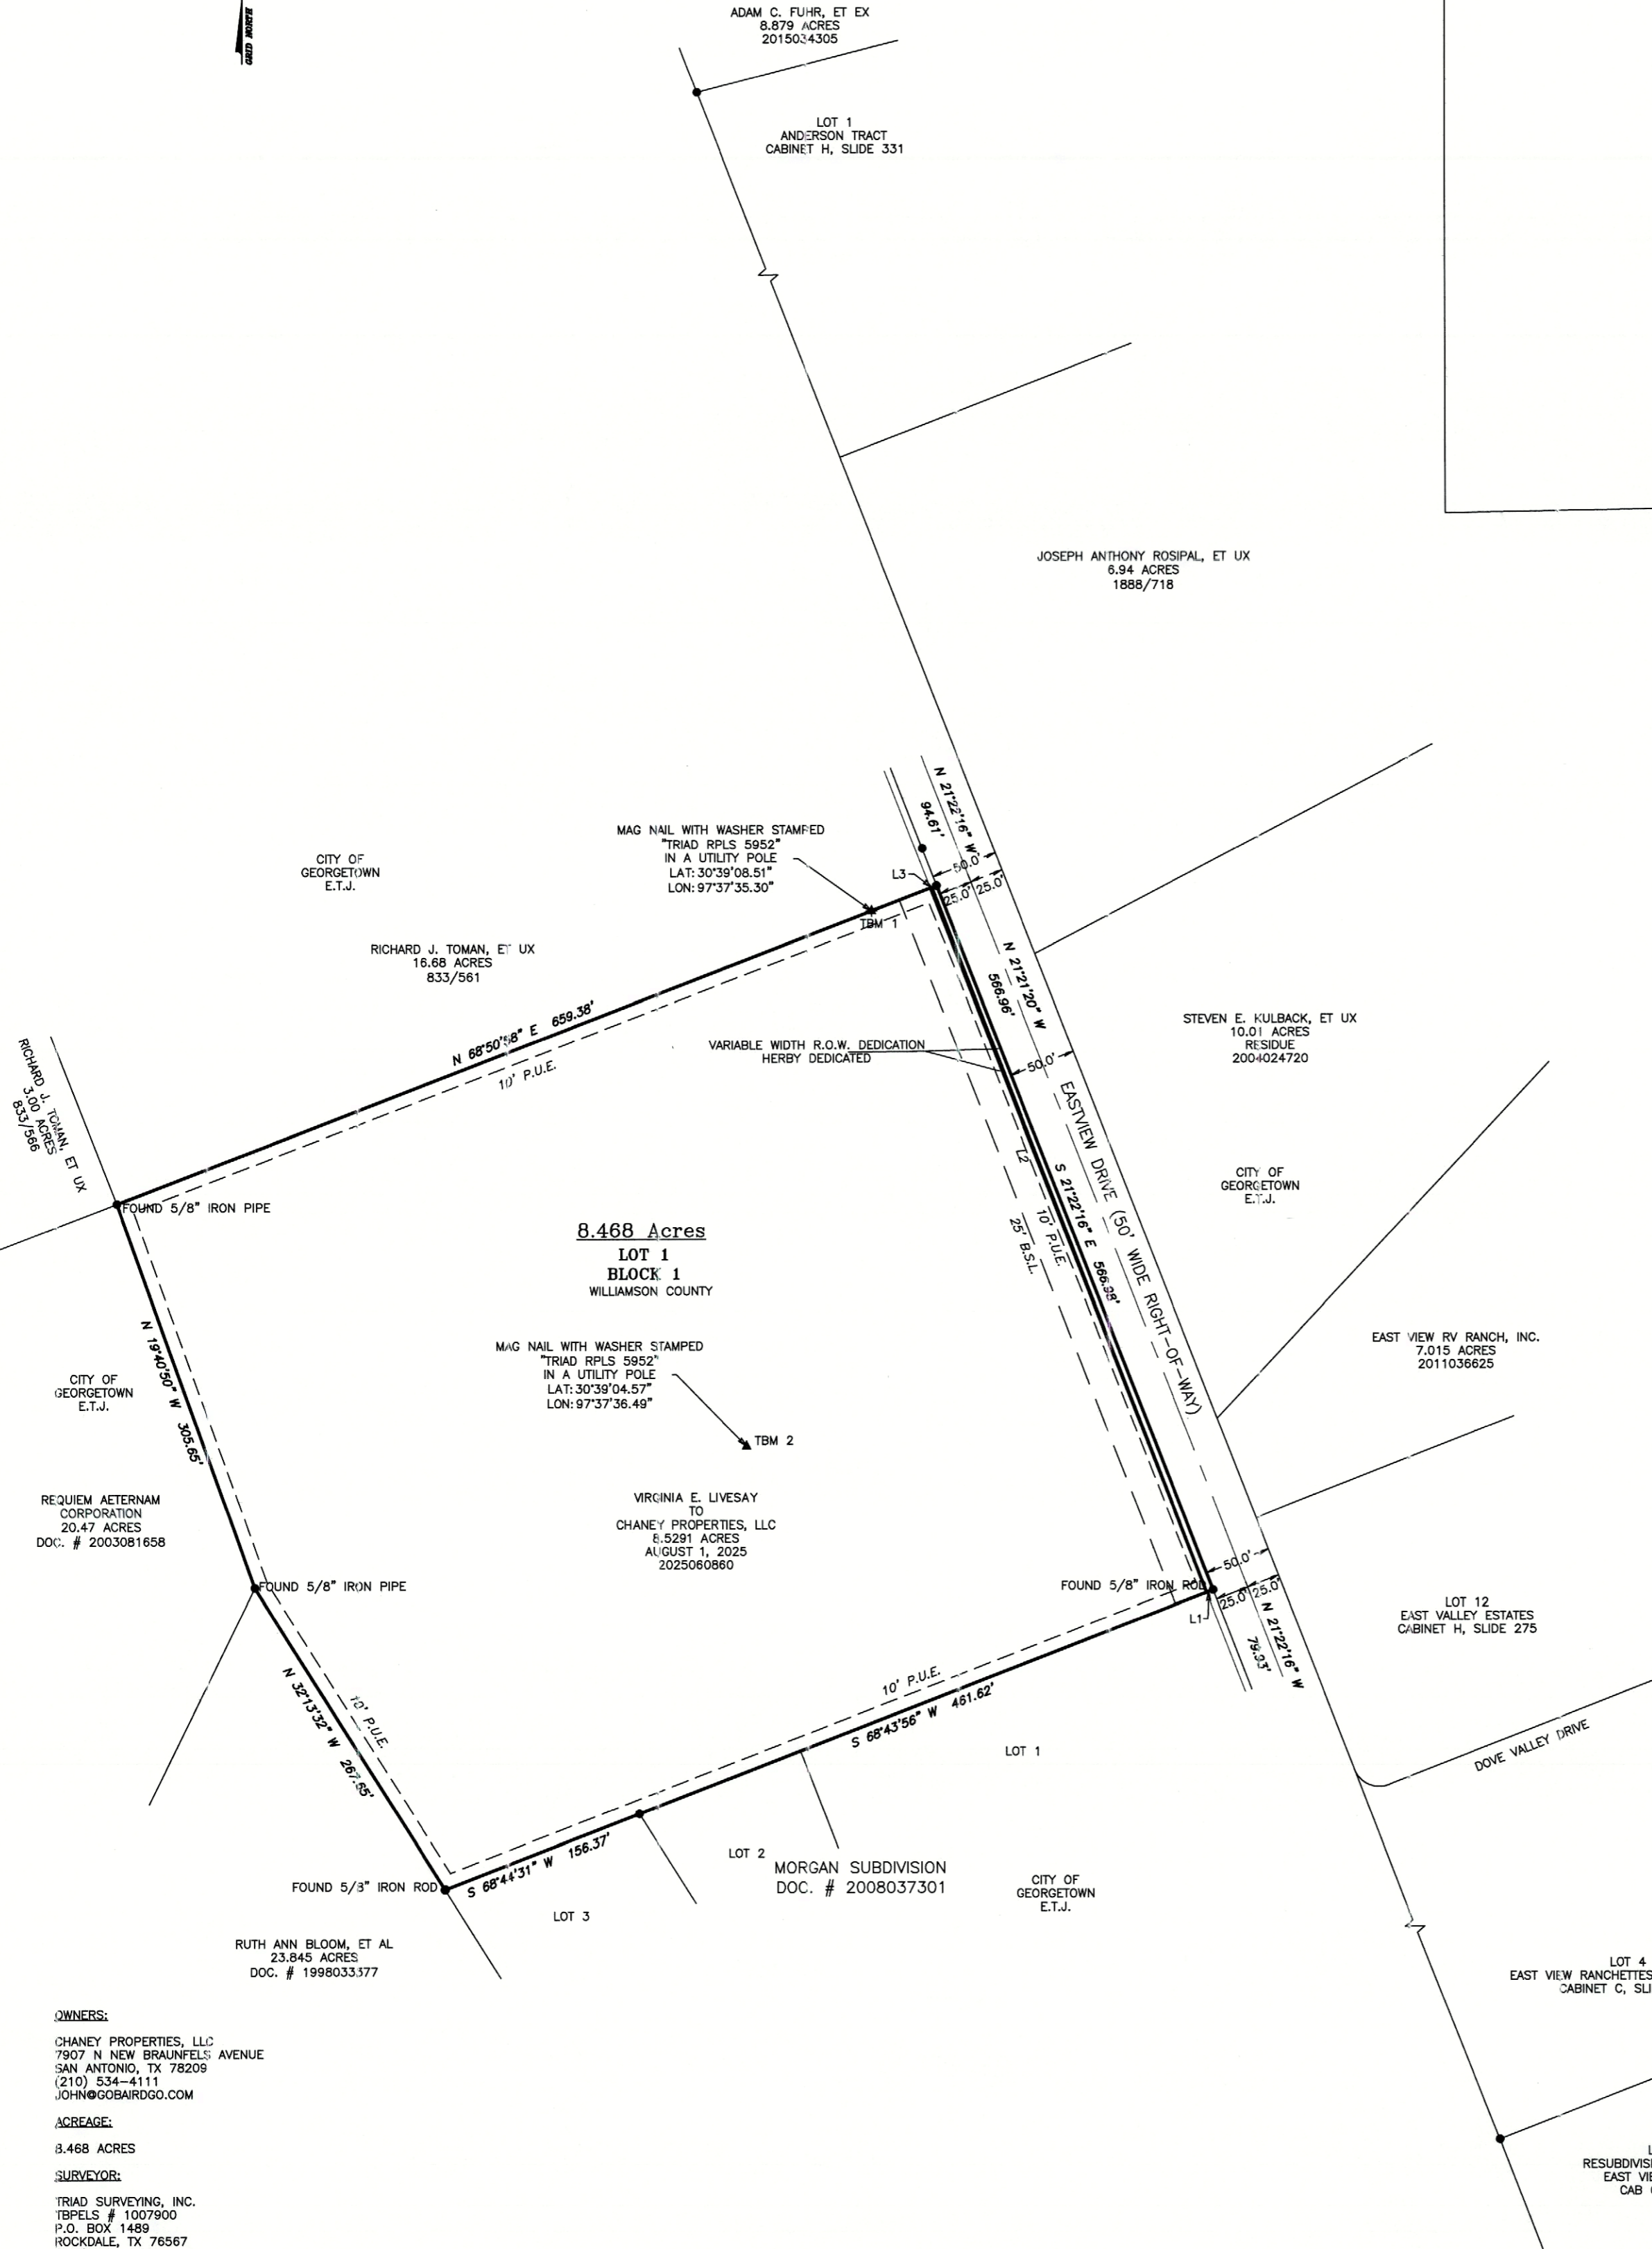 GRID NORTH
ADAM C. FUHR, ET EX
8.879 ACRES
2015034305
LOT 1
ANDERSON TRACT
CABINET H, SLIDE 331
JOSEPH ANTHONY ROSIPAL, ET UX
6.94 ACRES
1888/718
N 21°22'16" W
94.61'
MAG NAIL WITH WASHER STAMPED
"TRIAD RPLS 5952"
IN A UTILITY POLE
LAT: 30°39'08.51"
LON: 97°37'35.30"
CITY OF
GEORGETOWN
E.T.J.
L3
50.0'
25.0'
25.0'
TBM 1
RICHARD J. TOMAN, ET UX
16.68 ACRES
833/561
N 21°21'20" W
566.96'
N 68°50'58" E 659.38'
10' P.U.E.
VARIABLE WIDTH R.O.W. DEDICATION
HERBY DEDICATED
50.0'
STEVEN E. KULBACK, ET UX
10.01 ACRES
RESIDUE
2004024720
RICHARD J. TOMAN, ET UX
3.00 ACRES
833/566
EASTVIEW DRIVE (50' WIDE RIGHT-OF-WAY)
L2
S 21°22'16" E 566.98'
10' P.U.E.
25' B.S.L.
CITY OF
GEORGETOWN
E.T.J.
FOUND 5/8" IRON PIPE
8.468 Acres
LOT 1
BLOCK 1
WILLIAMSON COUNTY
MAG NAIL WITH WASHER STAMPED
"TRIAD RPLS 5952"
IN A UTILITY POLE
LAT: 30°39'04.57"
LON: 97°37'36.49"
TBM 2
N 19°40'50" W 305.65'
EAST VIEW RV RANCH, INC.
7.015 ACRES
2011036625
CITY OF
GEORGETOWN
E.T.J.
REQUIEM AETERNAM
CORPORATION
20.47 ACRES
DOC. # 2003081658
VIRGINIA E. LIVESAY
TO
CHANEY PROPERTIES, LLC
8.5291 ACRES
AUGUST 1, 2025
2025060860
FOUND 5/8" IRON PIPE
FOUND 5/8" IRON ROD
50.0'
25.0'
25.0'
L1
N 21°22'16" W
79.93'
LOT 12
EAST VALLEY ESTATES
CABINET H, SLIDE 275
N 32°13'32" W 267.65'
10' P.U.E.
10' P.U.E.
S 68°43'56" W 461.62'
LOT 1
DOVE VALLEY DRIVE
S 68°44'31" W 156.37'
LOT 2
MORGAN SUBDIVISION
DOC. # 2008037301
CITY OF
GEORGETOWN
E.T.J.
FOUND 5/8" IRON ROD
LOT 3
RUTH ANN BLOOM, ET AL
23.845 ACRES
DOC. # 1998033377
LOT 4
EAST VIEW RANCHETTES
CABINET C, SLI
OWNERS:
CHANEY PROPERTIES, LLC
7907 N NEW BRAUNFELS AVENUE
SAN ANTONIO, TX 78209
(210) 534-4111
JOHN@GOBAIRDGO.COM
ACREAGE:
8.468 ACRES
SURVEYOR:
TRIAD SURVEYING, INC.
TBPELS # 1007900
P.O. BOX 1489
ROCKDALE, TX 76567
L
RESUBDIVIS
EAST VIE
CAB